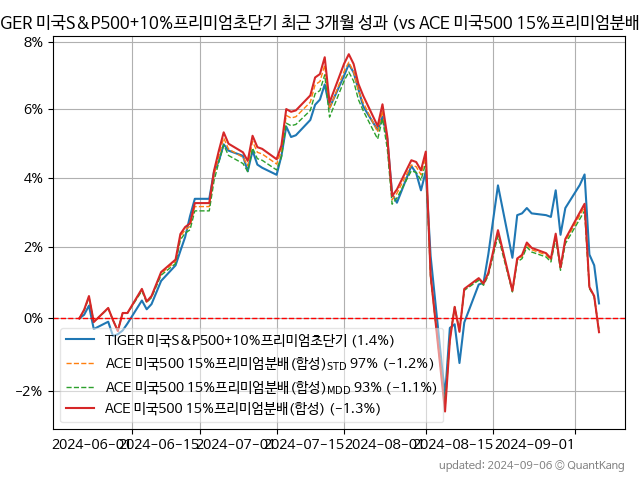 GER 미국S&P500+10%프리미엄초단기 최근 3개월 성과 (vs ACE 미국500 15%프리미엄분배
8%
6%
4%
2%
0%
−2%
TIGER 미국S&P500+10%프리미엄초단기 (1.4%)
ACE 미국500 15%프리미엄분배(합성)STD 97% (−1.2%)
ACE 미국500 15%프리미엄분배(합성)MDD 93% (−1.1%)
ACE 미국500 15%프리미엄분배(합성) (−1.3%)
2024-06-01 2024-06-15 2024-07-01 2024-07-15 2024-08-01 2024-08-15 2024-09-01
updated: 2024-09-06 © QuantKang